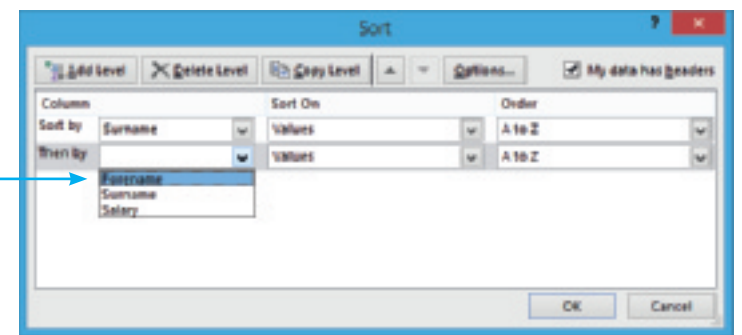 Sort
Add Level Delete Level Copy Level Options... My data has headers
Column Sort On Order
Sort by Surname Values A to Z
Then By Values A to Z
Forename
Surname
Salary
OK Cancel